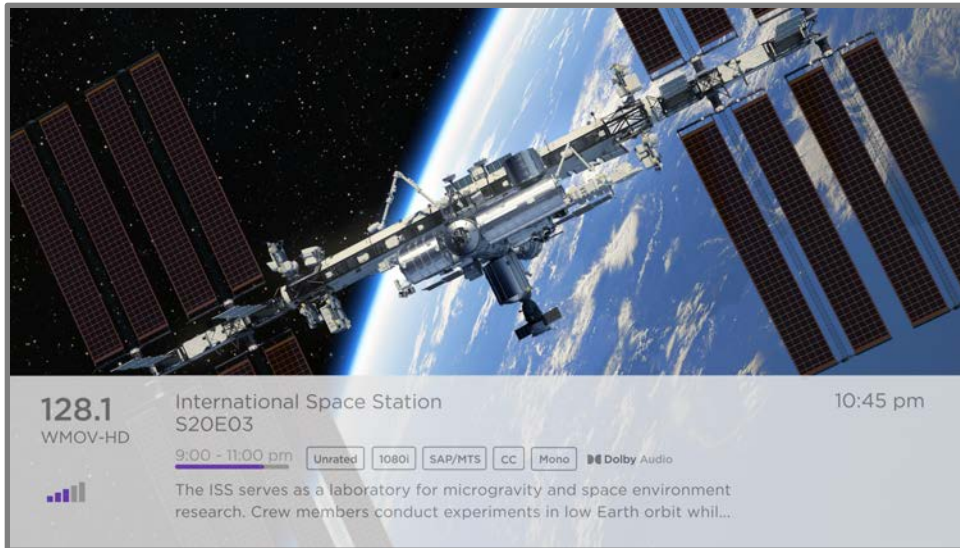 128.1
WMOV-HD
International Space Station
S20E03
10:45 pm
9:00 - 11:00 pm Unrated 1080i SAP/MTS CC Mono Dolby Audio
The ISS serves as a laboratory for microgravity and space environment
research. Crew members conduct experiments in low Earth orbit whil...